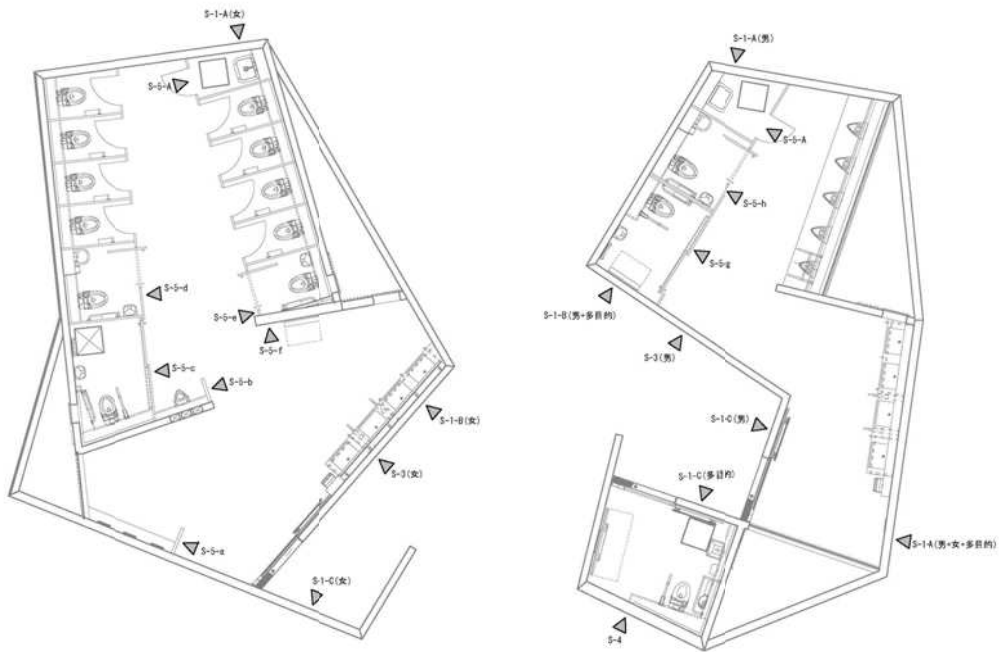 S-1-A(女)
S-5-A
S-5-d
S-5-e
S-5-f
S-5-c
S-5-b
S-1-B(女)
S-3(女)
S-5-a
S-1-C(女)
S-1-A(男)
S-5-A
S-5-h
S-5-g
S-1-B(男+多目的)
S-3(男)
S-1-C(男)
S-1-C(多目的)
S-1-A(男+女+多目的)
S-4